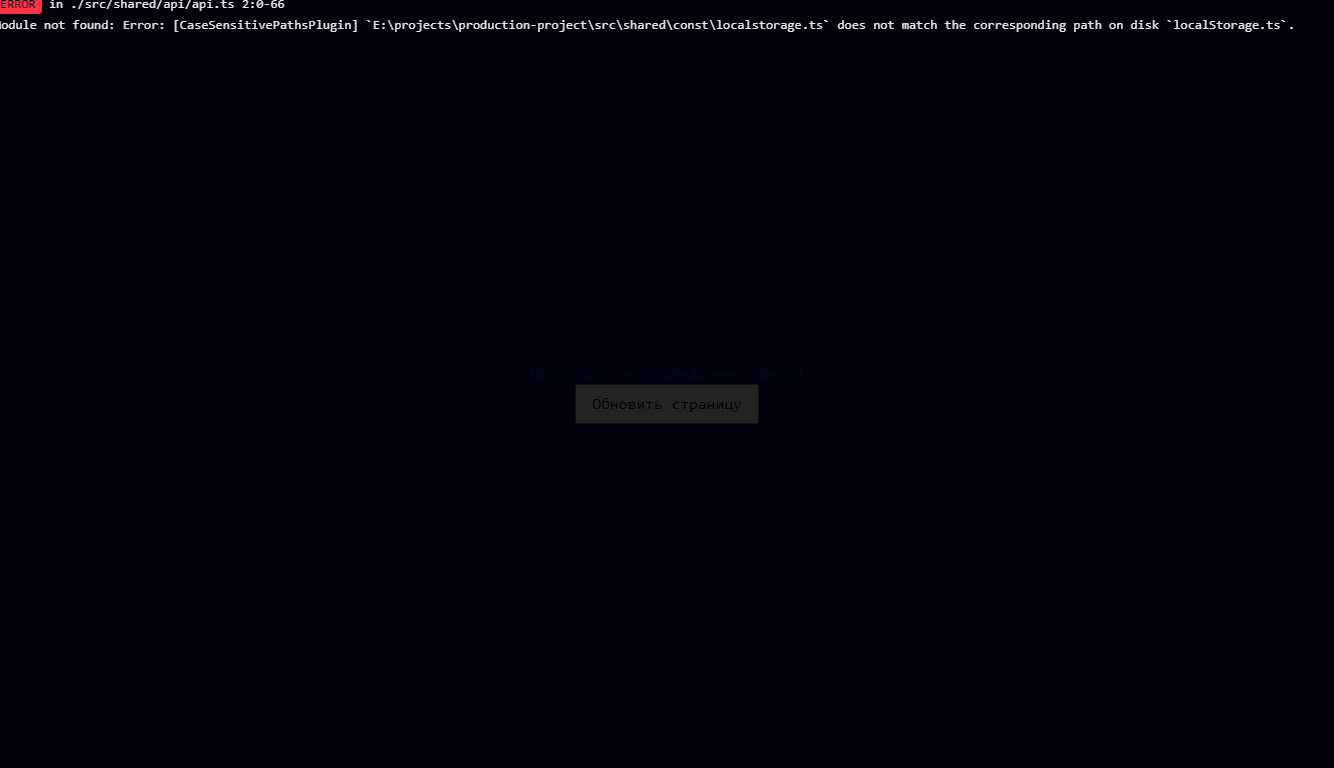 ERROR in ./src/shared/api/api.ts 2:0-66
Module not found: Error: [CaseSensitivePathsPlugin] `E:\projects\production-project\src\shared\const\localstorage.ts` does not match the corresponding path on disk `localStorage.ts`.
Произошла непредвиденная ошибка
Обновить страницу